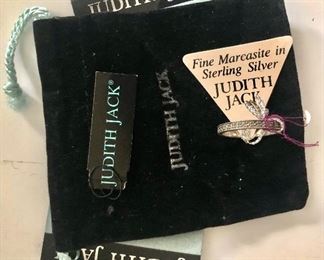 JUDITH JACK
Fine Marcasite in
Sterling Silver
JUDITH
JACK
JUDITH JACK®
JUDITH JACK
JUDITH JACK